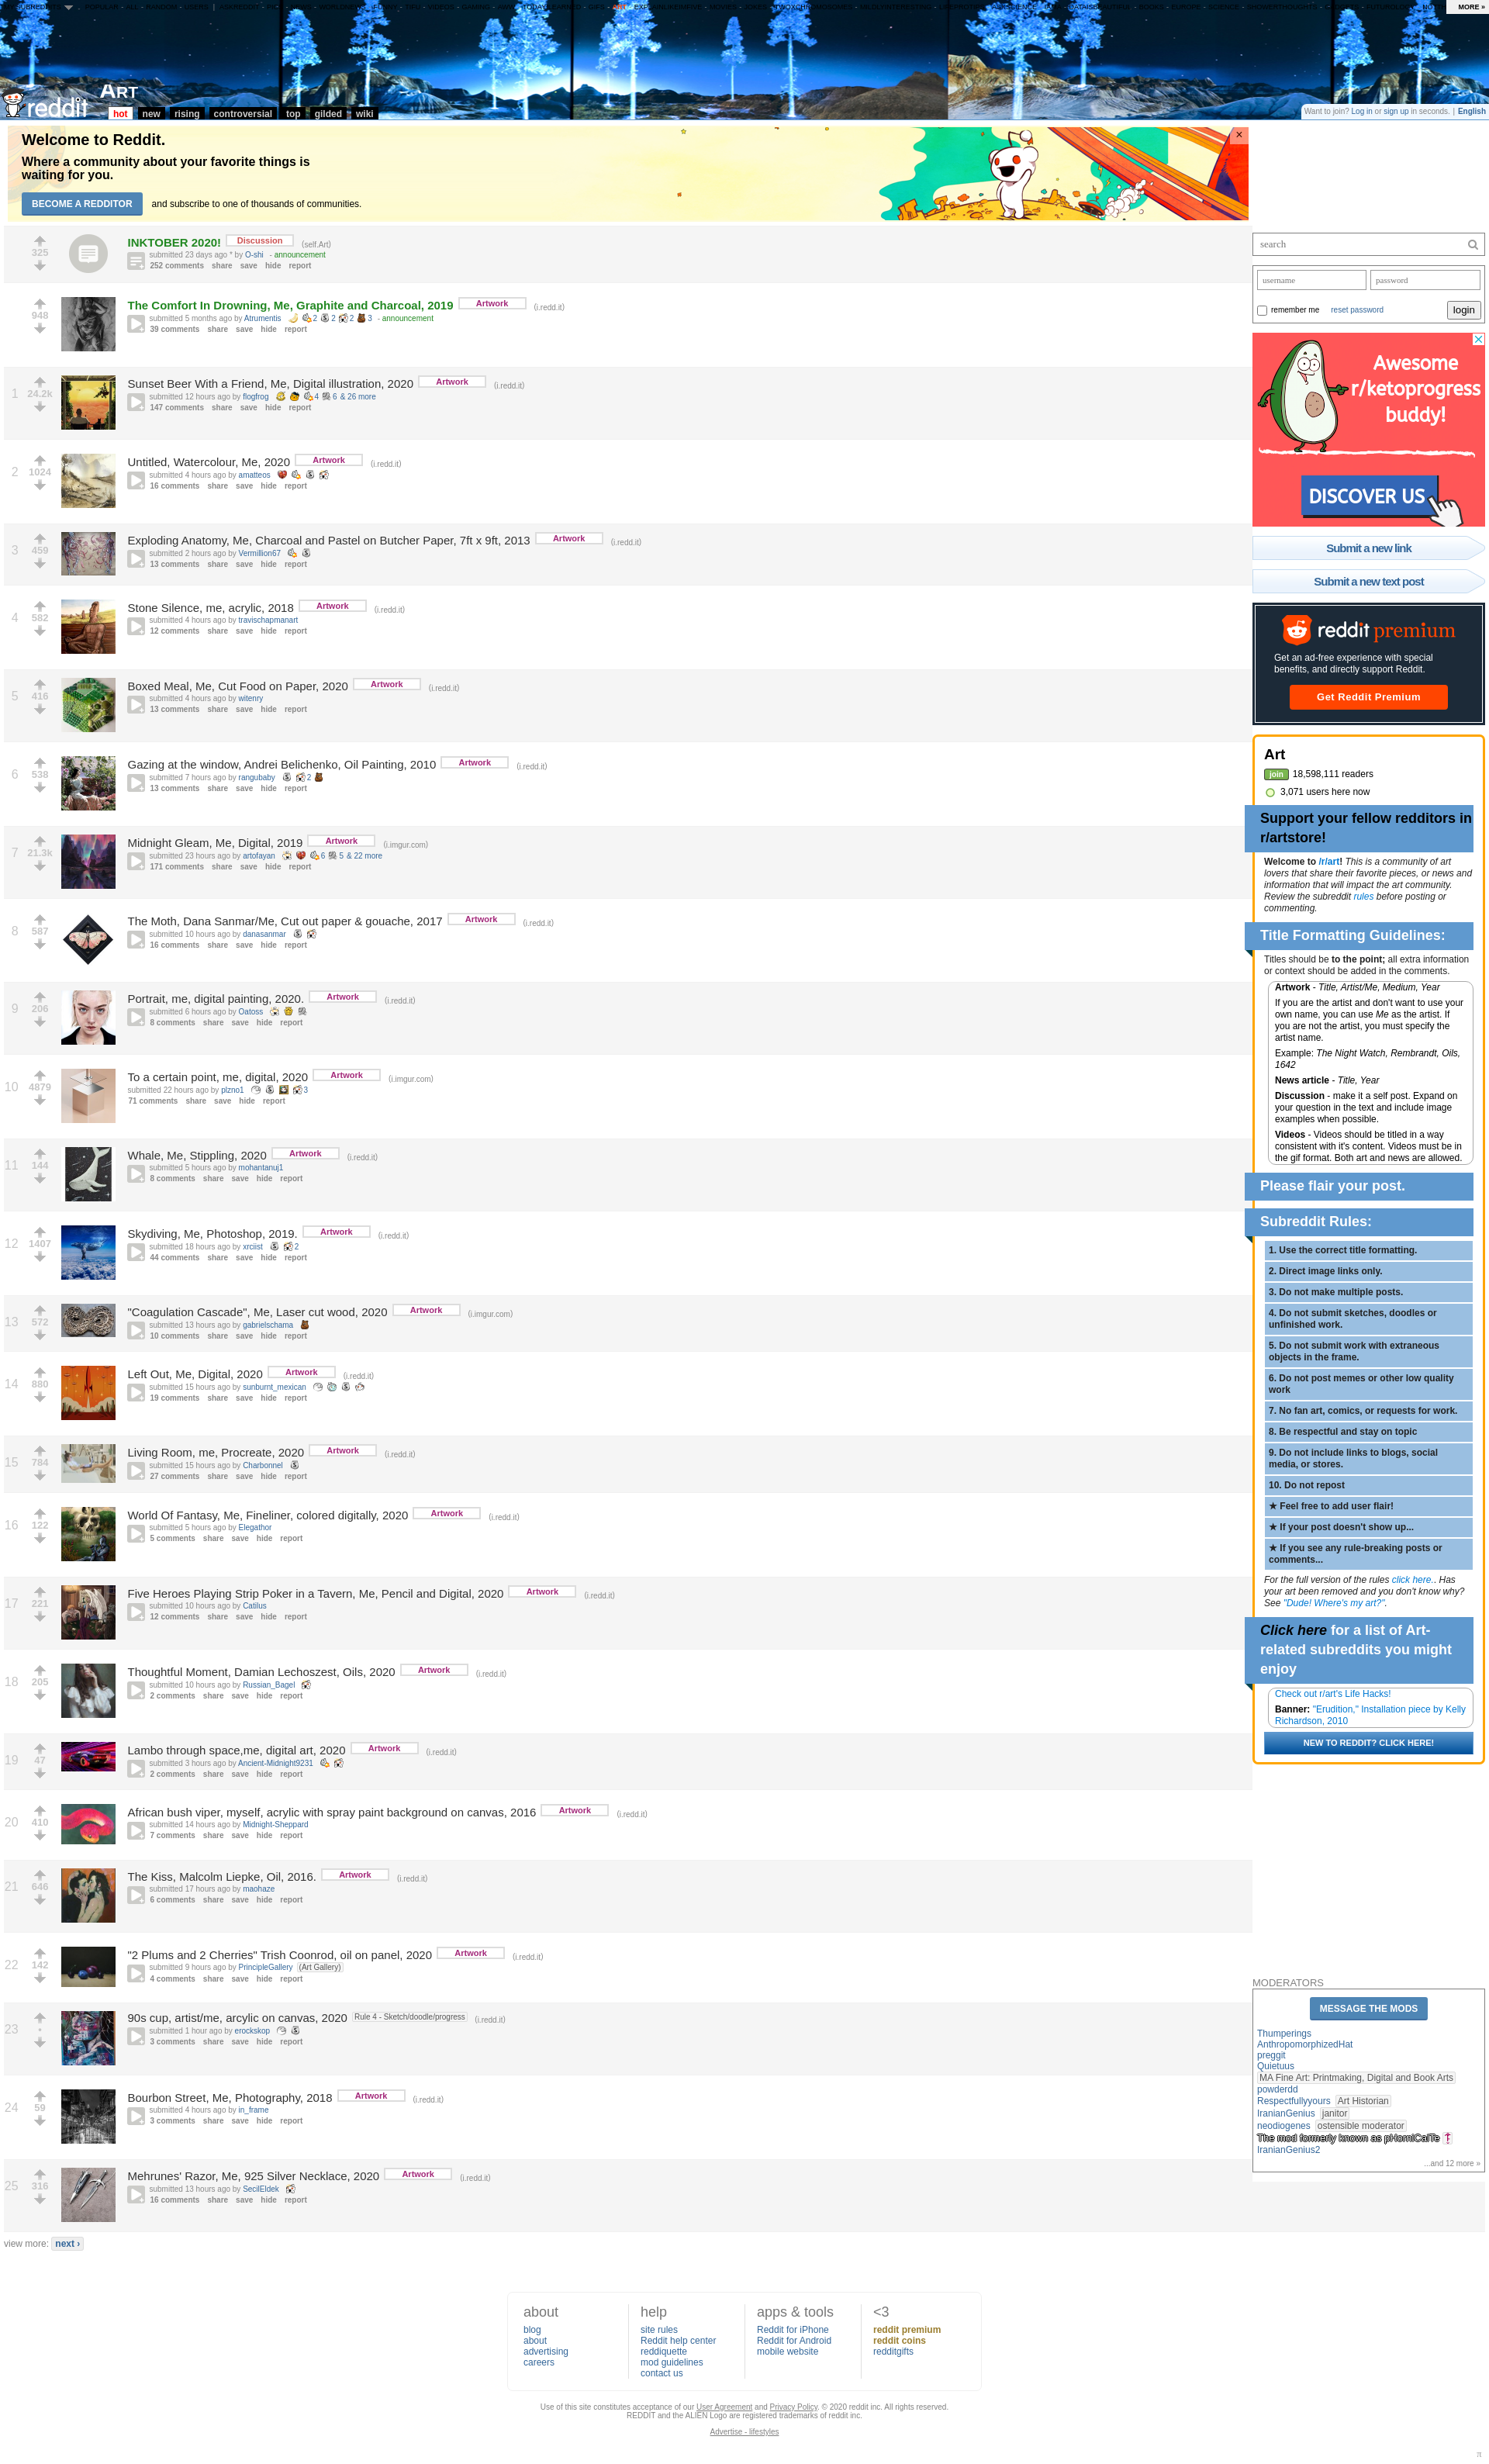 MORE »
reddit
ART
hot new rising controversial top gilded wiki
Want to join? Log in or sign up in seconds. | English
Welcome to Reddit.
Where a community about your favorite things is
waiting for you.
BECOME A REDDITOR and subscribe to one of thousands of communities.
×
325
INKTOBER 2020! Discussion (self.Art)
submitted 23 days ago * by O-shi - announcement
252 comments share save hide report
948
The Comfort In Drowning, Me, Graphite and Charcoal, 2019 Artwork (i.redd.it)
submitted 5 months ago by Atrumentis 2 2 2 3 - announcement
39 comments share save hide report
1 24.2k
Sunset Beer With a Friend, Me, Digital illustration, 2020 Artwork (i.redd.it)
submitted 12 hours ago by flogfrog 4 6 & 26 more
147 comments share save hide report
2 1024
Untitled, Watercolour, Me, 2020 Artwork (i.redd.it)
submitted 4 hours ago by amatteos
16 comments share save hide report
3 459
Exploding Anatomy, Me, Charcoal and Pastel on Butcher Paper, 7ft x 9ft, 2013 Artwork (i.redd.it)
submitted 2 hours ago by Vermillion67
13 comments share save hide report
4 582
Stone Silence, me, acrylic, 2018 Artwork (i.redd.it)
submitted 4 hours ago by travischapmanart
12 comments share save hide report
5 416
Boxed Meal, Me, Cut Food on Paper, 2020 Artwork (i.redd.it)
submitted 4 hours ago by witenry
13 comments share save hide report
6 538
Gazing at the window, Andrei Belichenko, Oil Painting, 2010 Artwork (i.redd.it)
submitted 7 hours ago by rangubaby 2
13 comments share save hide report
7 21.3k
Midnight Gleam, Me, Digital, 2019 Artwork (i.imgur.com)
submitted 23 hours ago by artofayan 6 5 & 22 more
171 comments share save hide report
8 587
The Moth, Dana Sanmar/Me, Cut out paper & gouache, 2017 Artwork (i.redd.it)
submitted 10 hours ago by danasanmar
16 comments share save hide report
9 206
Portrait, me, digital painting, 2020. Artwork (i.redd.it)
submitted 6 hours ago by Oatoss
8 comments share save hide report
10 4879
To a certain point, me, digital, 2020 Artwork (i.imgur.com)
submitted 22 hours ago by plzno1 3
71 comments share save hide report
11 144
Whale, Me, Stippling, 2020 Artwork (i.redd.it)
submitted 5 hours ago by mohantanuj1
8 comments share save hide report
12 1407
Skydiving, Me, Photoshop, 2019. Artwork (i.redd.it)
submitted 18 hours ago by xrciist 2
44 comments share save hide report
13 572
"Coagulation Cascade", Me, Laser cut wood, 2020 Artwork (i.imgur.com)
submitted 13 hours ago by gabrielschama
10 comments share save hide report
14 880
Left Out, Me, Digital, 2020 Artwork (i.redd.it)
submitted 15 hours ago by sunburnt_mexican
19 comments share save hide report
15 784
Living Room, me, Procreate, 2020 Artwork (i.redd.it)
submitted 15 hours ago by Charbonnel
27 comments share save hide report
16 122
World Of Fantasy, Me, Fineliner, colored digitally, 2020 Artwork (i.redd.it)
submitted 5 hours ago by Elegathor
5 comments share save hide report
17 221
Five Heroes Playing Strip Poker in a Tavern, Me, Pencil and Digital, 2020 Artwork (i.redd.it)
submitted 10 hours ago by Catilus
12 comments share save hide report
18 205
Thoughtful Moment, Damian Lechoszest, Oils, 2020 Artwork (i.redd.it)
submitted 10 hours ago by Russian_Bagel
2 comments share save hide report
19 47
Lambo through space,me, digital art, 2020 Artwork (i.redd.it)
submitted 3 hours ago by Ancient-Midnight9231
2 comments share save hide report
20 410
African bush viper, myself, acrylic with spray paint background on canvas, 2016 Artwork (i.redd.it)
submitted 14 hours ago by Midnight-Sheppard
7 comments share save hide report
21 646
The Kiss, Malcolm Liepke, Oil, 2016. Artwork (i.redd.it)
submitted 17 hours ago by maohaze
6 comments share save hide report
22 142
"2 Plums and 2 Cherries" Trish Coonrod, oil on panel, 2020 Artwork (i.redd.it)
submitted 9 hours ago by PrincipleGallery (Art Gallery)
4 comments share save hide report
23 •
90s cup, artist/me, arcylic on canvas, 2020 Rule 4 - Sketch/doodle/progress (i.redd.it)
submitted 1 hour ago by erockskop
3 comments share save hide report
24 59
Bourbon Street, Me, Photography, 2018 Artwork (i.redd.it)
submitted 4 hours ago by in_frame
3 comments share save hide report
25 316
Mehrunes' Razor, Me, 925 Silver Necklace, 2020 Artwork (i.redd.it)
submitted 13 hours ago by SecilEldek
16 comments share save hide report
view more: next ›
search
username password
remember me reset password login
Awesome
r/ketoprogress
buddy!
DISCOVER US
Submit a new link
Submit a new text post
reddit premium
Get an ad-free experience with special
benefits, and directly support Reddit.
Get Reddit Premium
Art
join 18,598,111 readers
3,071 users here now
Support your fellow redditors in
r/artstore!
Welcome to /r/art! This is a community of art
lovers that share their favorite pieces, or news and
information that will impact the art community.
Review the subreddit rules before posting or
commenting.
Title Formatting Guidelines:
Titles should be to the point; all extra information
or context should be added in the comments.
Artwork - Title, Artist/Me, Medium, Year
If you are the artist and don't want to use your
own name, you can use Me as the artist. If
you are not the artist, you must specify the
artist name.
Example: The Night Watch, Rembrandt, Oils,
1642
News article - Title, Year
Discussion - make it a self post. Expand on
your question in the text and include image
examples when possible.
Videos - Videos should be titled in a way
consistent with it's content. Videos must be in
the gif format. Both art and news are allowed.
Please flair your post.
Subreddit Rules:
1. Use the correct title formatting.
2. Direct image links only.
3. Do not make multiple posts.
4. Do not submit sketches, doodles or
unfinished work.
5. Do not submit work with extraneous
objects in the frame.
6. Do not post memes or other low quality
work
7. No fan art, comics, or requests for work.
8. Be respectful and stay on topic
9. Do not include links to blogs, social
media, or stores.
10. Do not repost
★ Feel free to add user flair!
★ If your post doesn't show up...
★ If you see any rule-breaking posts or
comments...
For the full version of the rules click here.. Has
your art been removed and you don't know why?
See "Dude! Where's my art?".
Click here for a list of Art-
related subreddits you might
enjoy
Check out r/art's Life Hacks!
Banner: "Erudition," Installation piece by Kelly
Richardson, 2010
NEW TO REDDIT? CLICK HERE!
MODERATORS
MESSAGE THE MODS
Thumperings
AnthropomorphizedHat
preggit
Quietuus
MA Fine Art: Printmaking, Digital and Book Arts
powderdd
Respectfullyyours Art Historian
IranianGenius janitor
neodiogenes ostensible moderator
The mod formerly known as pHorniCaiTe
IranianGenius2
...and 12 more »
about
blog
about
advertising
careers
help
site rules
Reddit help center
reddiquette
mod guidelines
contact us
apps & tools
Reddit for iPhone
Reddit for Android
mobile website
<3
reddit premium
reddit coins
redditgifts
Use of this site constitutes acceptance of our User Agreement and Privacy Policy. © 2020 reddit inc. All rights reserved.
REDDIT and the ALIEN Logo are registered trademarks of reddit inc.
Advertise - lifestyles
π